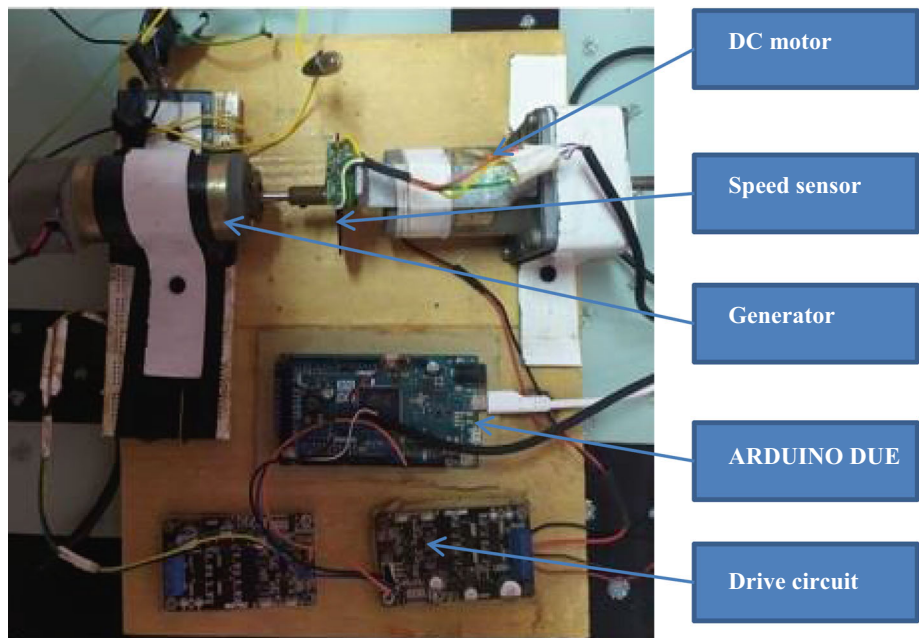 DC motor
Speed sensor
Generator
ARDUINO DUE
Drive circuit